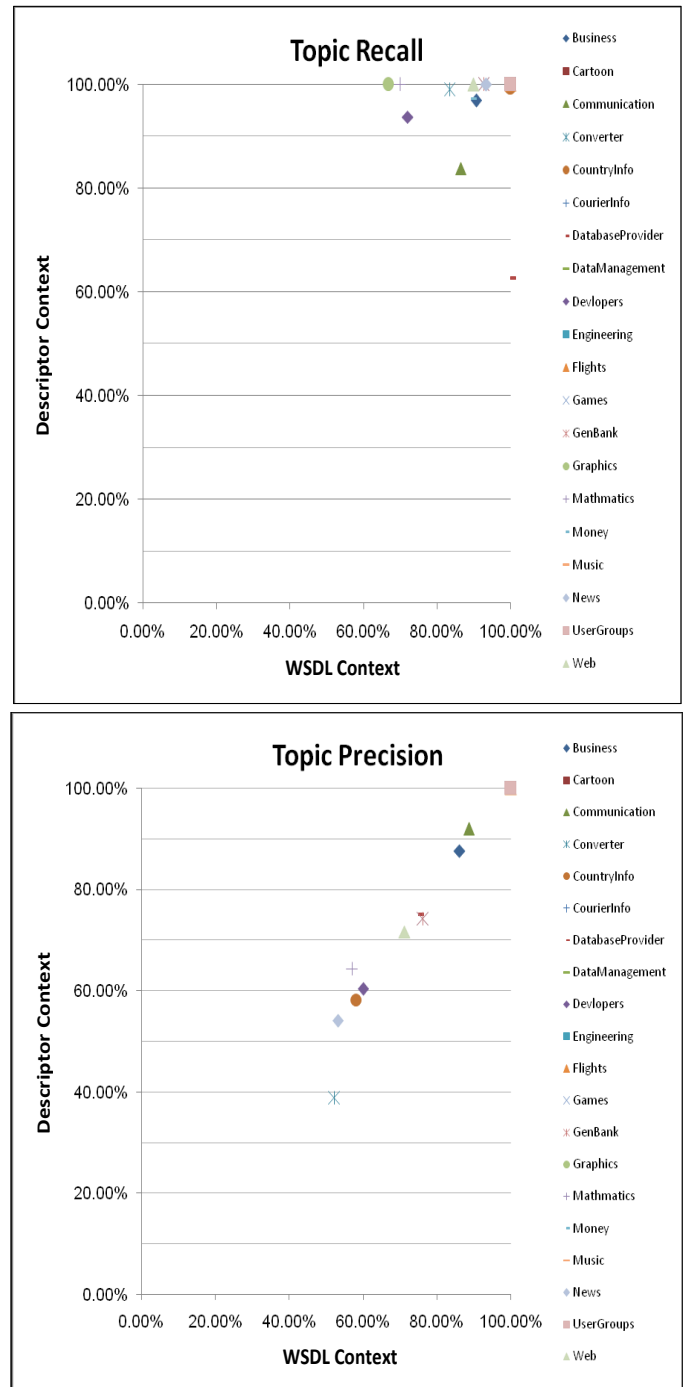 Topic Recall
100.00%
80.00%
60.00%
40.00%
20.00%
0.00%
Descriptor Context
0.00% 20.00% 40.00% 60.00% 80.00% 100.00%
WSDL Context
Business
Cartoon
Communication
Converter
CountryInfo
CourierInfo
DatabaseProvider
DataManagement
Devlopers
Engineering
Flights
Games
GenBank
Graphics
Mathmatics
Money
Music
News
UserGroups
Web
Topic Precision
100.00%
80.00%
60.00%
40.00%
20.00%
0.00%
Descriptor Context
0.00% 20.00% 40.00% 60.00% 80.00% 100.00%
WSDL Context
Business
Cartoon
Communication
Converter
CountryInfo
CourierInfo
DatabaseProvider
DataManagement
Devlopers
Engineering
Flights
Games
GenBank
Graphics
Mathmatics
Money
Music
News
UserGroups
Web